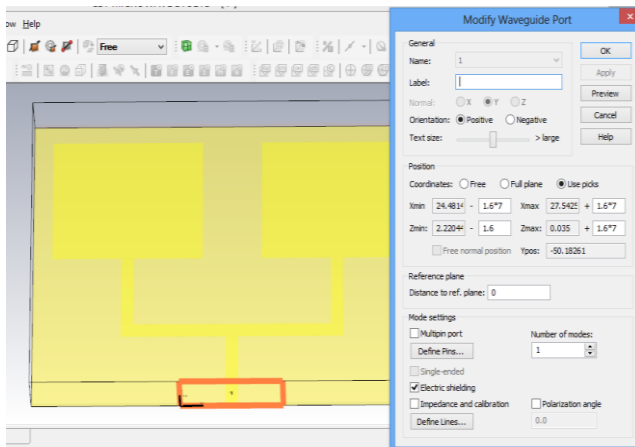 Modify Waveguide Port
ow Help
Free
General
Name: 1
Label:
Normal: X Y Z
Orientation: Positive Negative
Text size: > large
OK
Apply
Preview
Cancel
Help
Position
Coordinates: Free Full plane Use picks
Xmin 24.4814 - 1.6*7 Xmax 27.5425 + 1.6*7
Zmin: 2.22044 - 1.6 Zmax: 0.035 + 1.6*7
Free normal position Ypos: -50.18261
Reference plane
Distance to ref. plane: 0
Mode settings
Multipin port Number of modes:
Define Pins... 1
Single-ended
Electric shielding
Impedance and calibration Polarization angle
Define Lines... 0.0